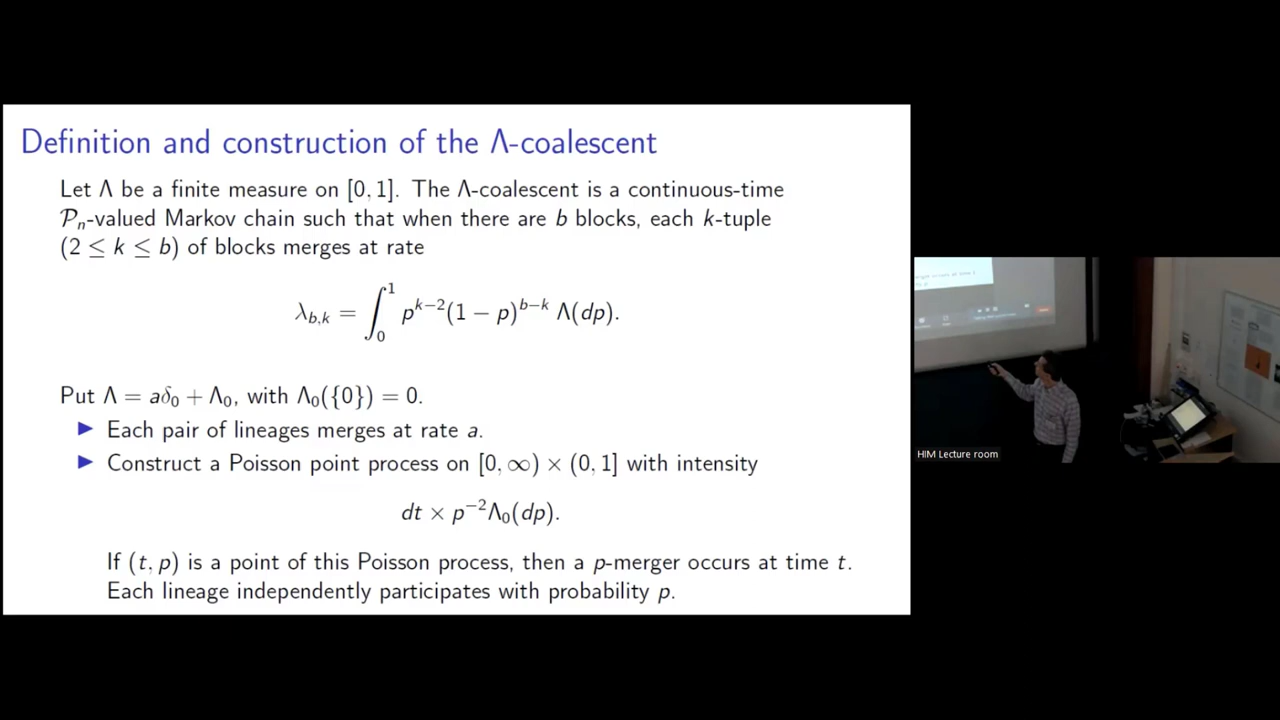 Definition and construction of the Λ-coalescent
Let Λ be a finite measure on [0, 1]. The Λ-coalescent is a continuous-time
𝒫ₙ-valued Markov chain such that when there are b blocks, each k-tuple
(2 ≤ k ≤ b) of blocks merges at rate
λ_{b,k} = ∫₀¹ p^{k−2}(1 − p)^{b−k} Λ(dp).
Put Λ = aδ₀ + Λ₀, with Λ₀({0}) = 0.
▶ Each pair of lineages merges at rate a.
▶ Construct a Poisson point process on [0, ∞) × (0, 1] with intensity
dt × p⁻²Λ₀(dp).
If (t, p) is a point of this Poisson process, then a p-merger occurs at time t.
Each lineage independently participates with probability p.
HIM Lecture room